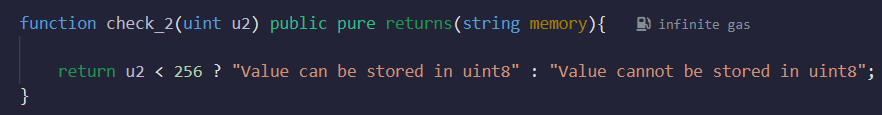 function check_2(uint u2) public pure returns(string memory){ infinite gas
return u2 < 256 ? "Value can be stored in uint8" : "Value cannot be stored in uint8";
}